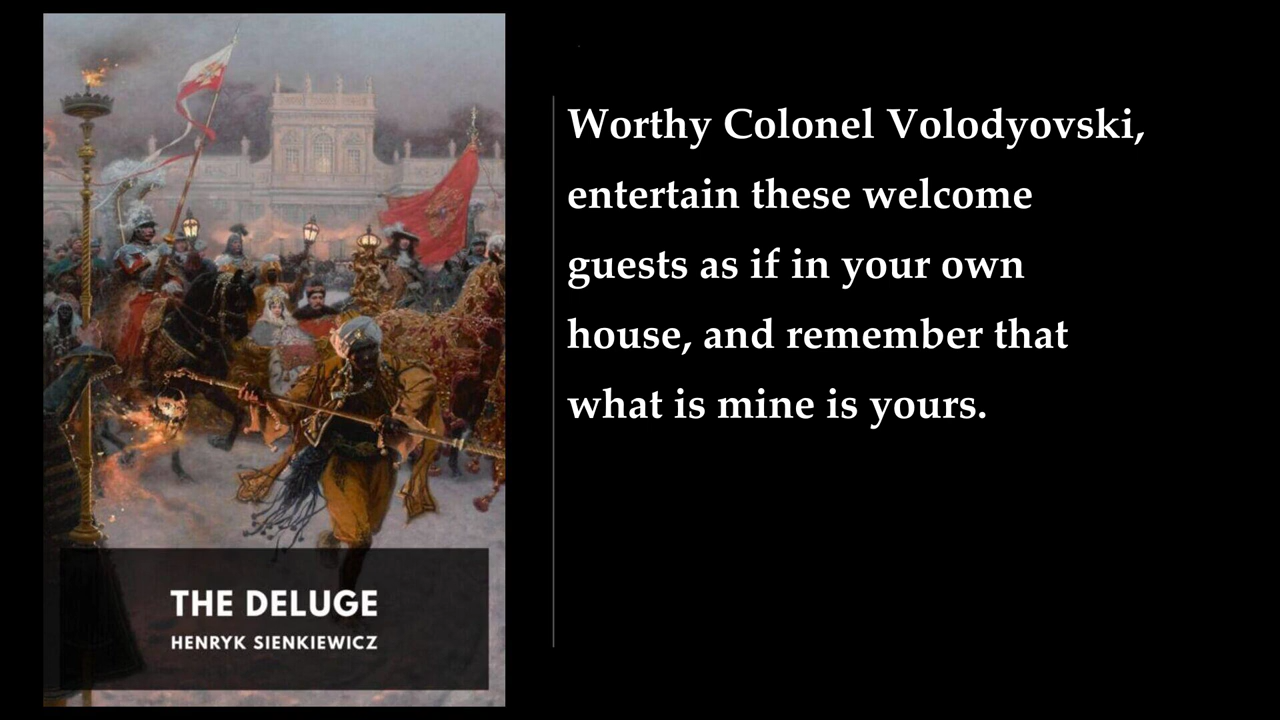 Worthy Colonel Volodyovski,
entertain these welcome
guests as if in your own
house, and remember that
what is mine is yours.
THE DELUGE
HENRYK SIENKIEWICZ